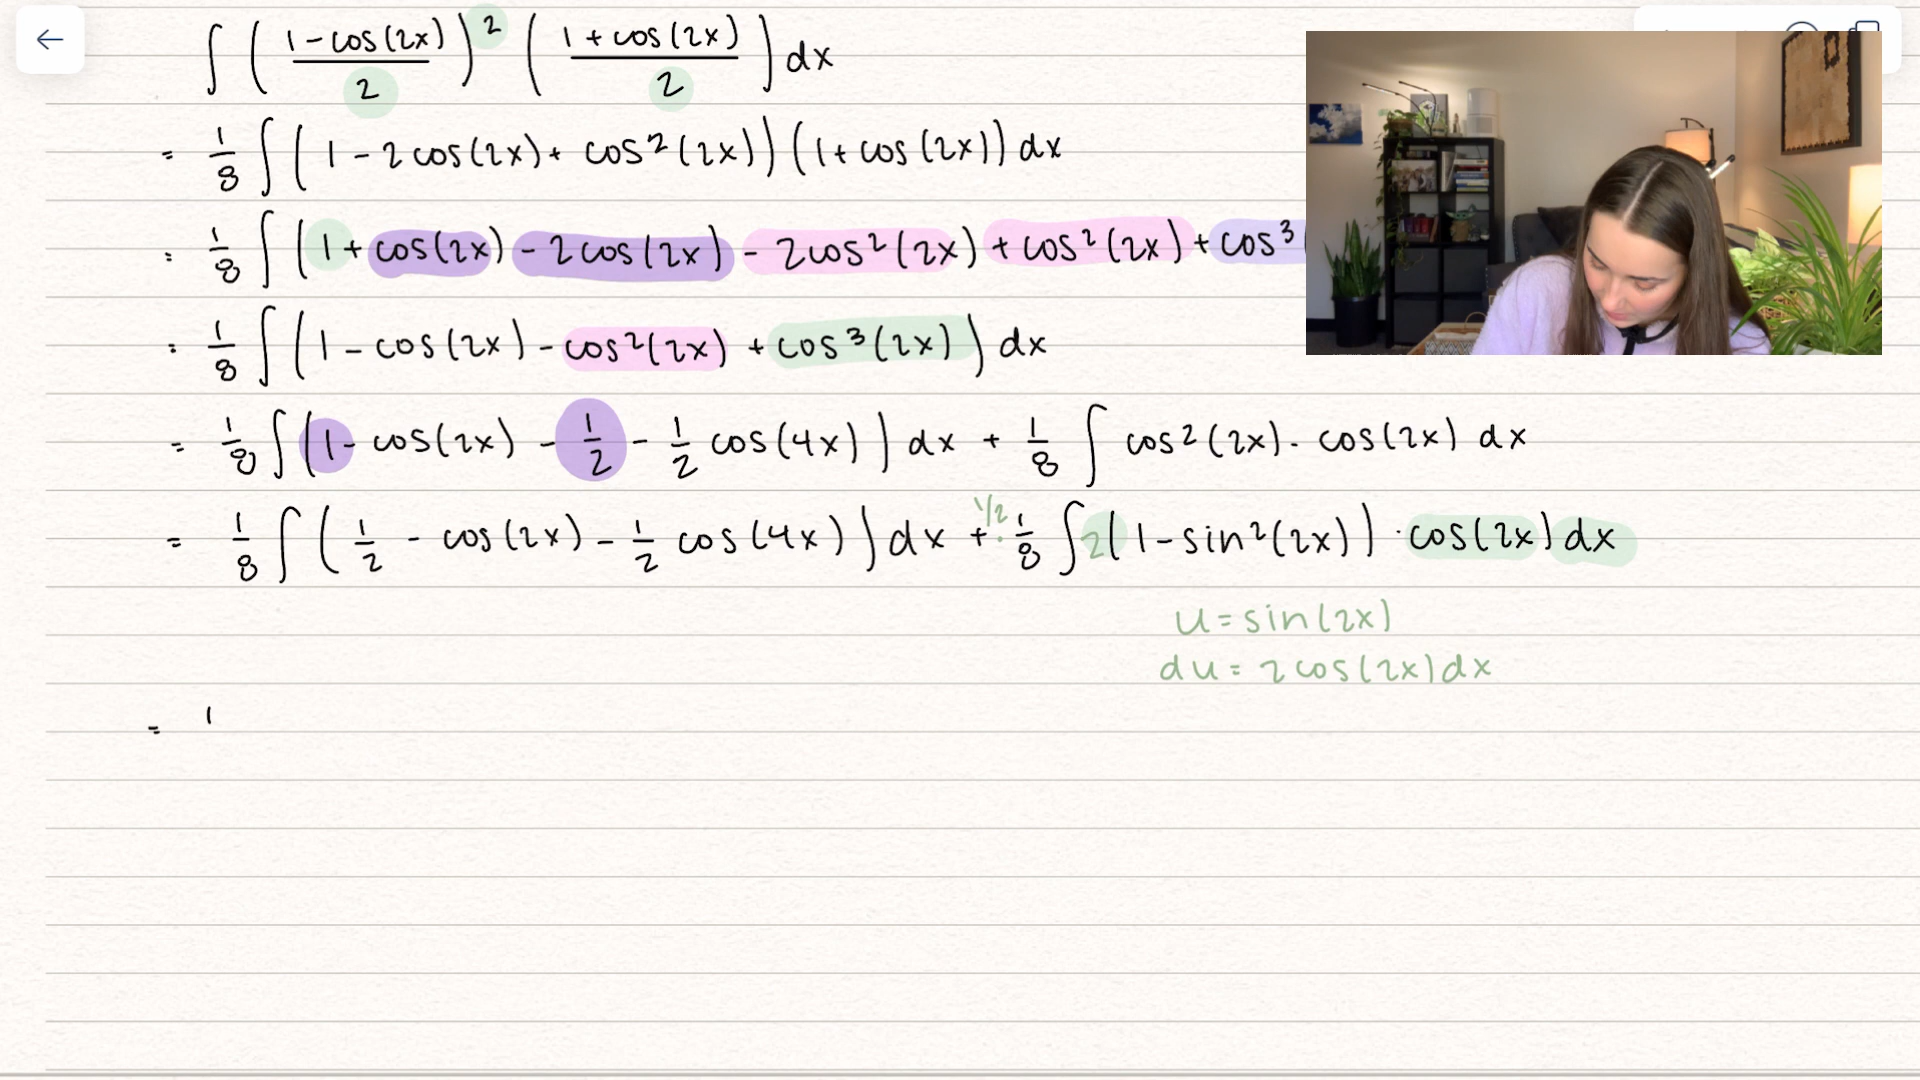 ∫ ( (1-cos(2x))/2 )² ( (1+cos(2x))/2 ) dx
= 1/8 ∫ ( 1 - 2cos(2x) + cos²(2x) ) ( 1 + cos(2x) ) dx
= 1/8 ∫ ( 1 + cos(2x) - 2cos(2x) - 2cos²(2x) + cos²(2x) + cos³(
= 1/8 ∫ ( 1 - cos(2x) - cos²(2x) + cos³(2x) ) dx
= 1/8 ∫ ( 1 - cos(2x) - 1/2 - 1/2 cos(4x) ) dx + 1/8 ∫ cos²(2x) · cos(2x) dx
= 1/8 ∫ ( 1/2 - cos(2x) - 1/2 cos(4x) ) dx + 1/2 · 1/8 ∫ 2 ( 1 - sin²(2x) ) · cos(2x) dx
u = sin(2x)
du = 2cos(2x)dx
= 1